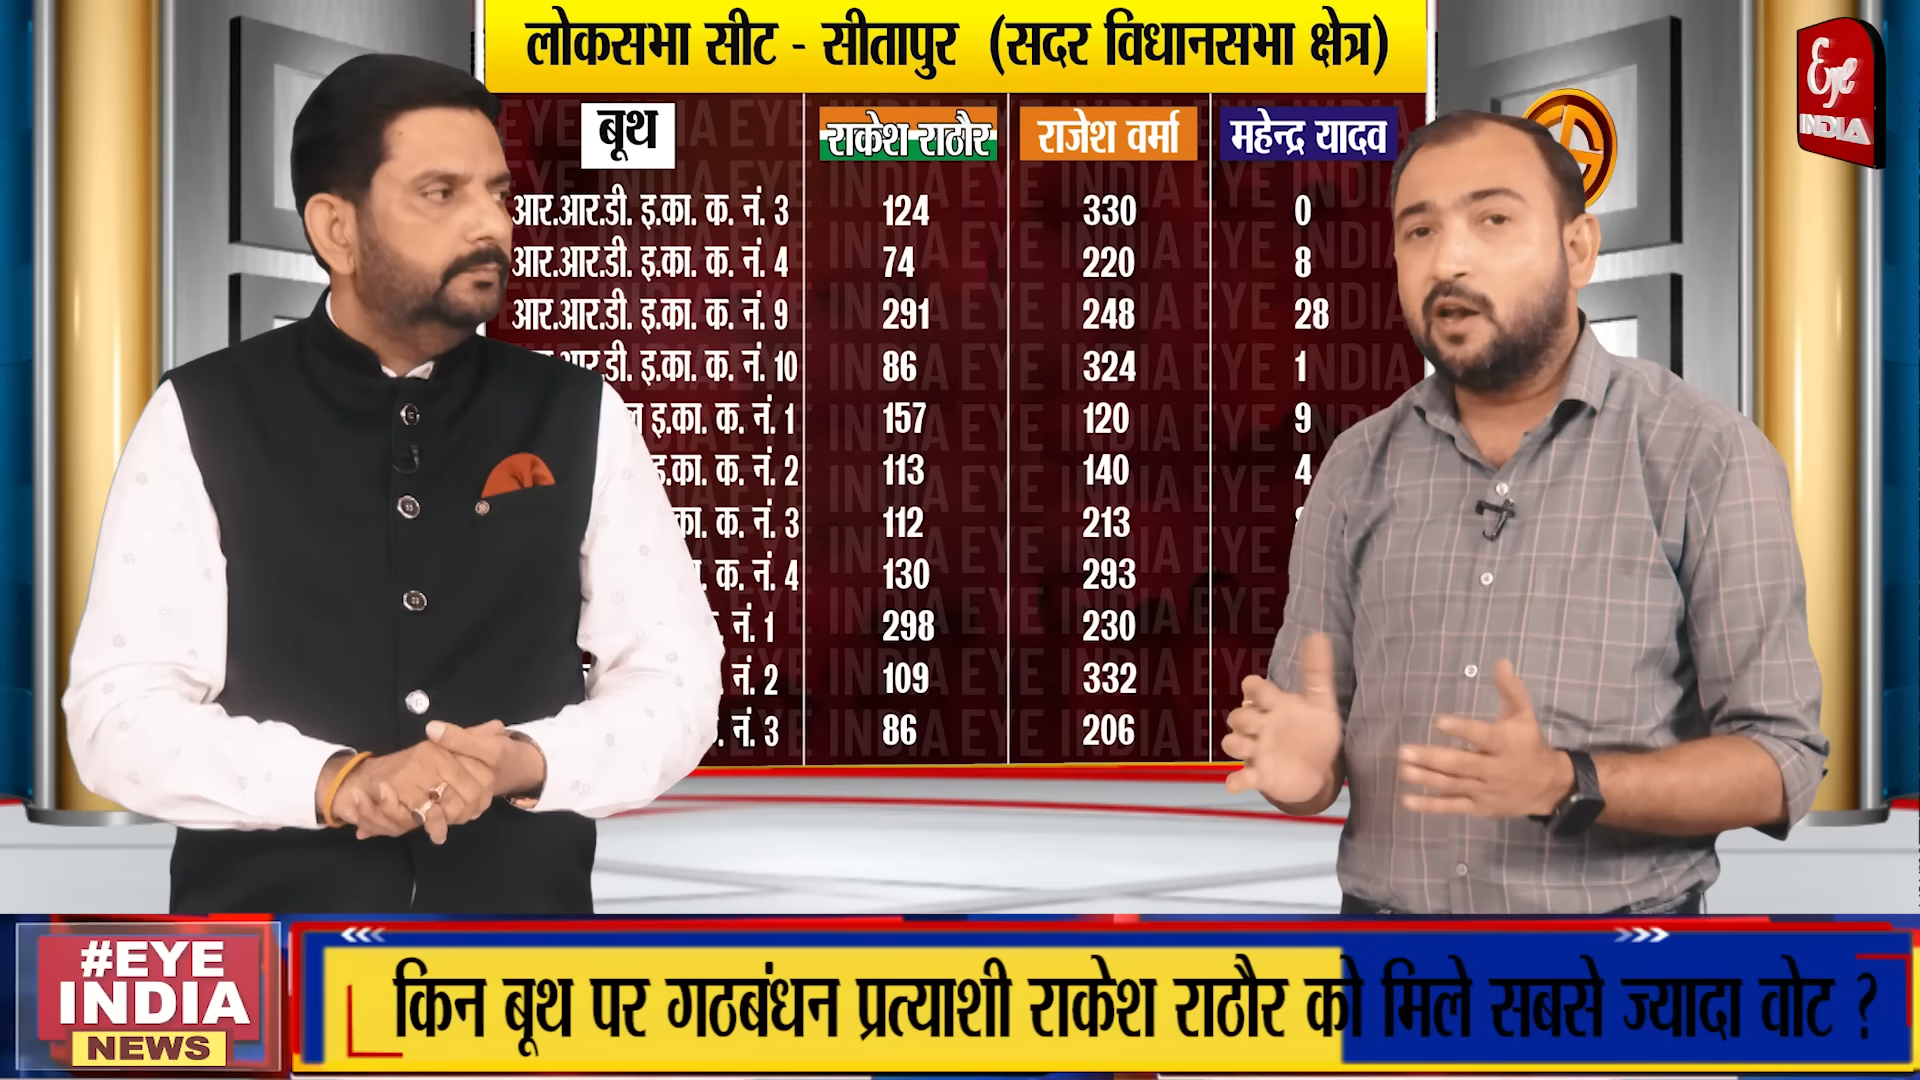 लोकसभा सीट - सीतापुर (सदर विधानसभा क्षेत्र)
Eye
INDIA
बूथ राकेश राठौर राजेश वर्मा महेन्द्र यादव
आर.आर.डी. इ.का. क. नं. 3 124 330 0
आर.आर.डी. इ.का. क. नं. 4 74 220 8
आर.आर.डी. इ.का. क. नं. 9 291 248 28
आर.डी. इ.का. क. नं. 10 86 324 1
इ.का. क. नं. 1 157 120 9
इ.का. क. नं. 2 113 140 4
का. क. नं. 3 112 213
क. नं. 4 130 293
नं. 1 298 230
नं. 2 109 332
नं. 3 86 206
#EYE
INDIA
NEWS
किन बूथ पर गठबंधन प्रत्याशी राकेश राठौर को मिले सबसे ज्यादा वोट ?